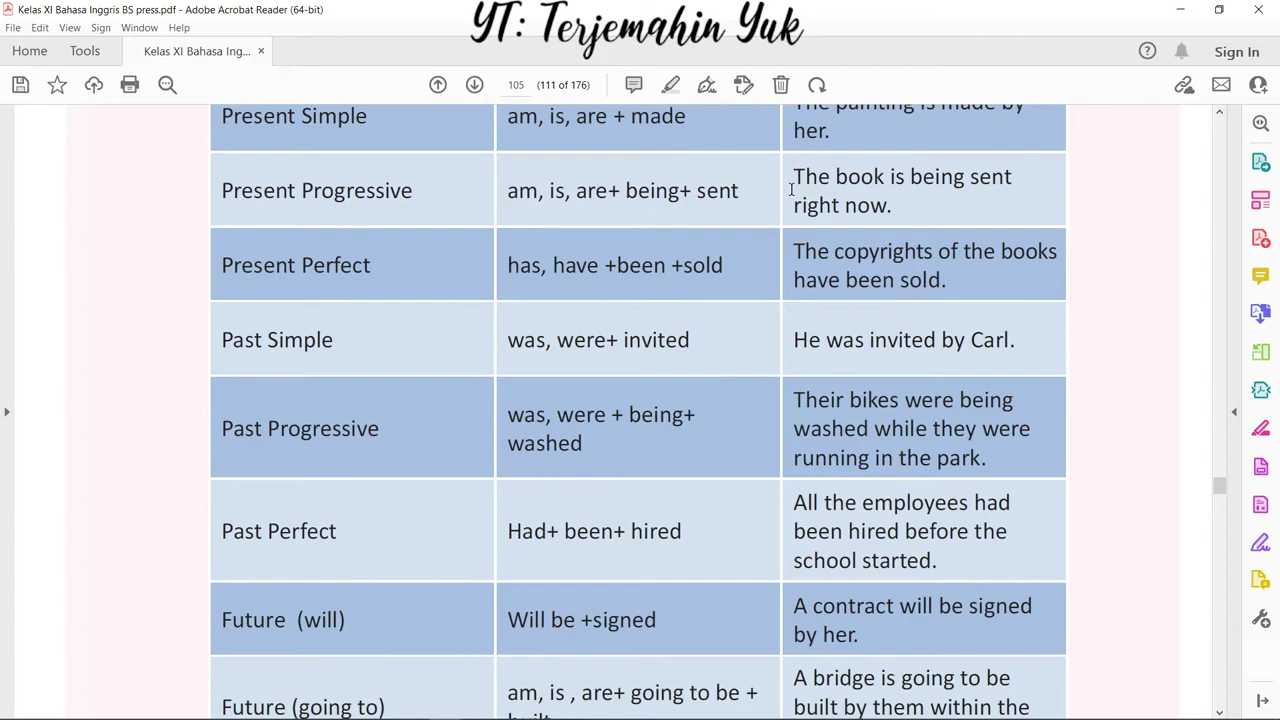 Kelas XI Bahasa Inggris BS press.pdf - Adobe Acrobat Reader (64-bit)
YT: Terjemahin Yuk
File Edit View Sign Window Help
Home Tools Kelas XI Bahasa Ing... × Sign In
105 (111 of 176)
Present Simple
am, is, are + made
The painting is made by
her.
Present Progressive
am, is, are+ being+ sent
The book is being sent
right now.
Present Perfect
has, have +been +sold
The copyrights of the books
have been sold.
Past Simple
was, were+ invited
He was invited by Carl.
Past Progressive
was, were + being+
washed
Their bikes were being
washed while they were
running in the park.
Past Perfect
Had+ been+ hired
All the employees had
been hired before the
school started.
Future (will)
Will be +signed
A contract will be signed
by her.
Future (going to)
am, is , are+ going to be +
built
A bridge is going to be
built by them within the